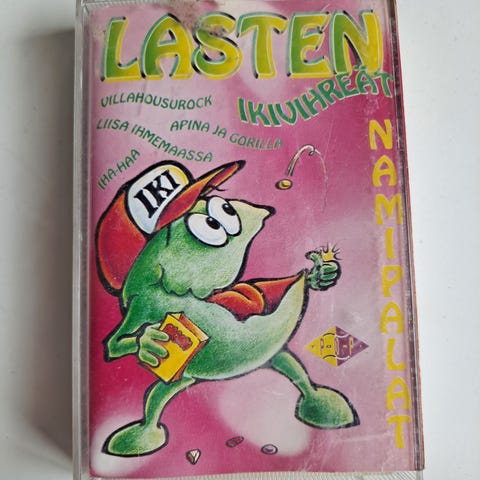 LASTEN
IKIVIHREÄT
VILLAHOUSUROCK
APINA JA GORILLA
LIISA IHMEMAASSA
IHA-HAA
NAMIPALAT
IKI